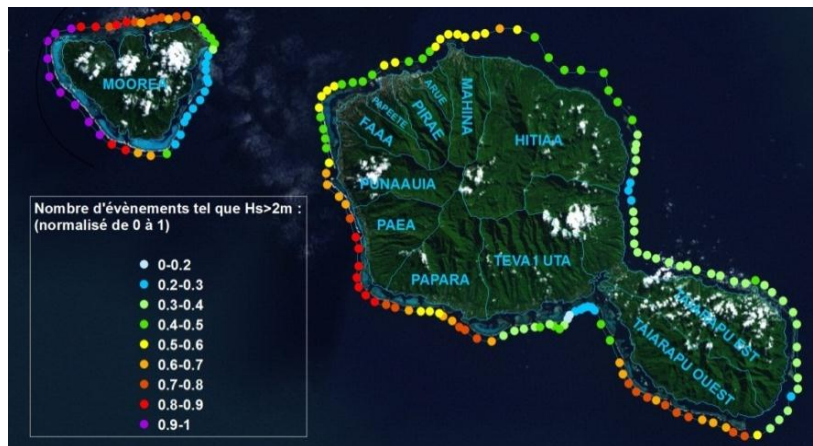 MOOREA
ARUE
MAHINA
PIRAE
PAPEETE
FAAA
HITIAA
PUNAAUIA
PAEA
TEVA I UTA
PAPARA
TAIARAPU EST
TAIARAPU OUEST
Nombre d'évènements tel que Hs>2m :
(normalisé de 0 à 1)
0-0.2
0.2-0.3
0.3-0.4
0.4-0.5
0.5-0.6
0.6-0.7
0.7-0.8
0.8-0.9
0.9-1